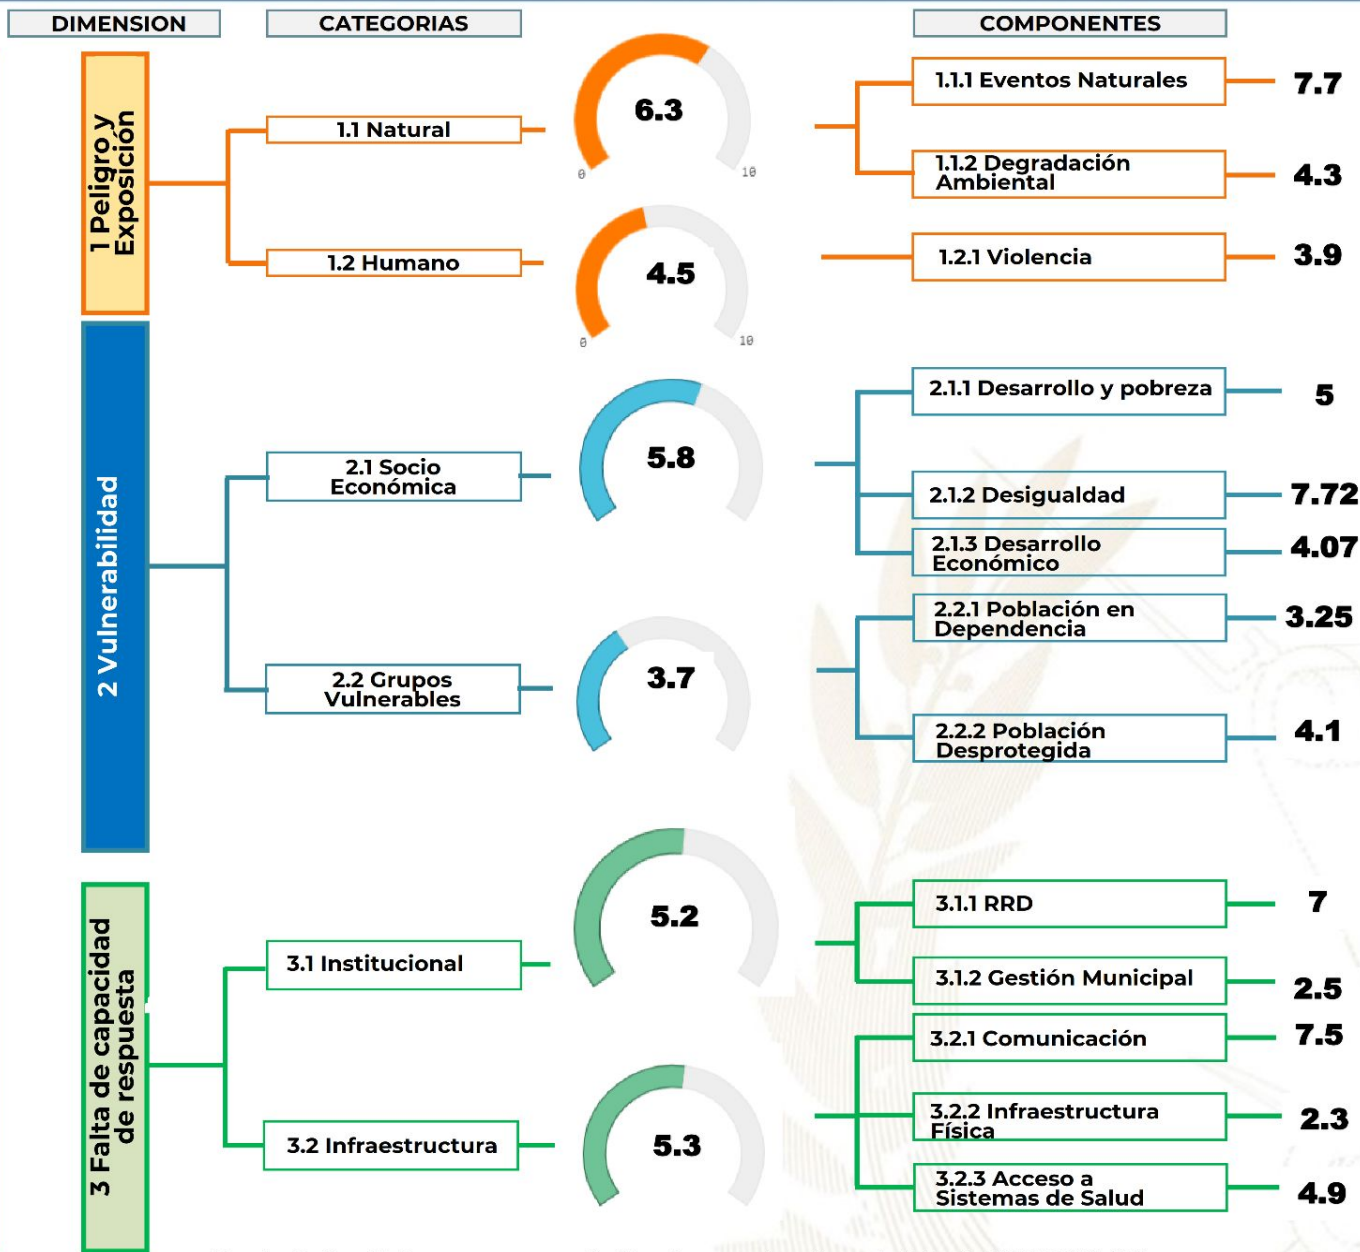 DIMENSION
CATEGORIAS
COMPONENTES
1 Peligro y
Exposición
1.1 Natural
6.3
0
10
1.1.1 Eventos Naturales
7.7
1.1.2 Degradación
Ambiental
4.3
1.2 Humano
4.5
0
10
1.2.1 Violencia
3.9
2 Vulnerabilidad
2.1 Socio
Económica
5.8
2.1.1 Desarrollo y pobreza
5
2.1.2 Desigualdad
7.72
2.1.3 Desarrollo
Económico
4.07
2.2 Grupos
Vulnerables
3.7
2.2.1 Población en
Dependencia
3.25
2.2.2 Población
Desprotegida
4.1
3 Falta de capacidad
de respuesta
3.1 Institucional
5.2
3.1.1 RRD
7
3.1.2 Gestión Municipal
2.5
3.2 Infraestructura
5.3
3.2.1 Comunicación
7.5
3.2.2 Infraestructura
Física
2.3
3.2.3 Acceso a
Sistemas de Salud
4.9